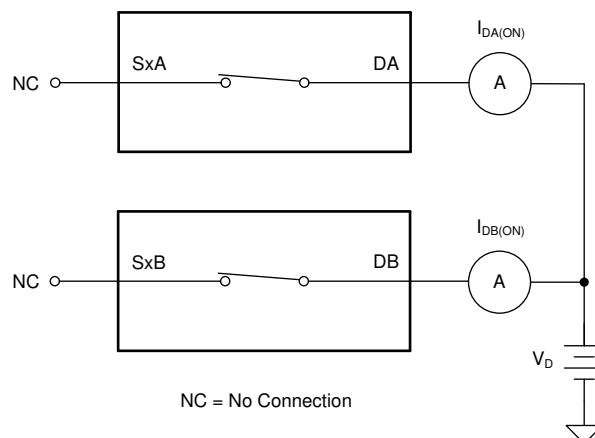 I_DA(ON)
SxA
DA
NC
A
I_DB(ON)
SxB
DB
NC
A
V_D
NC = No Connection